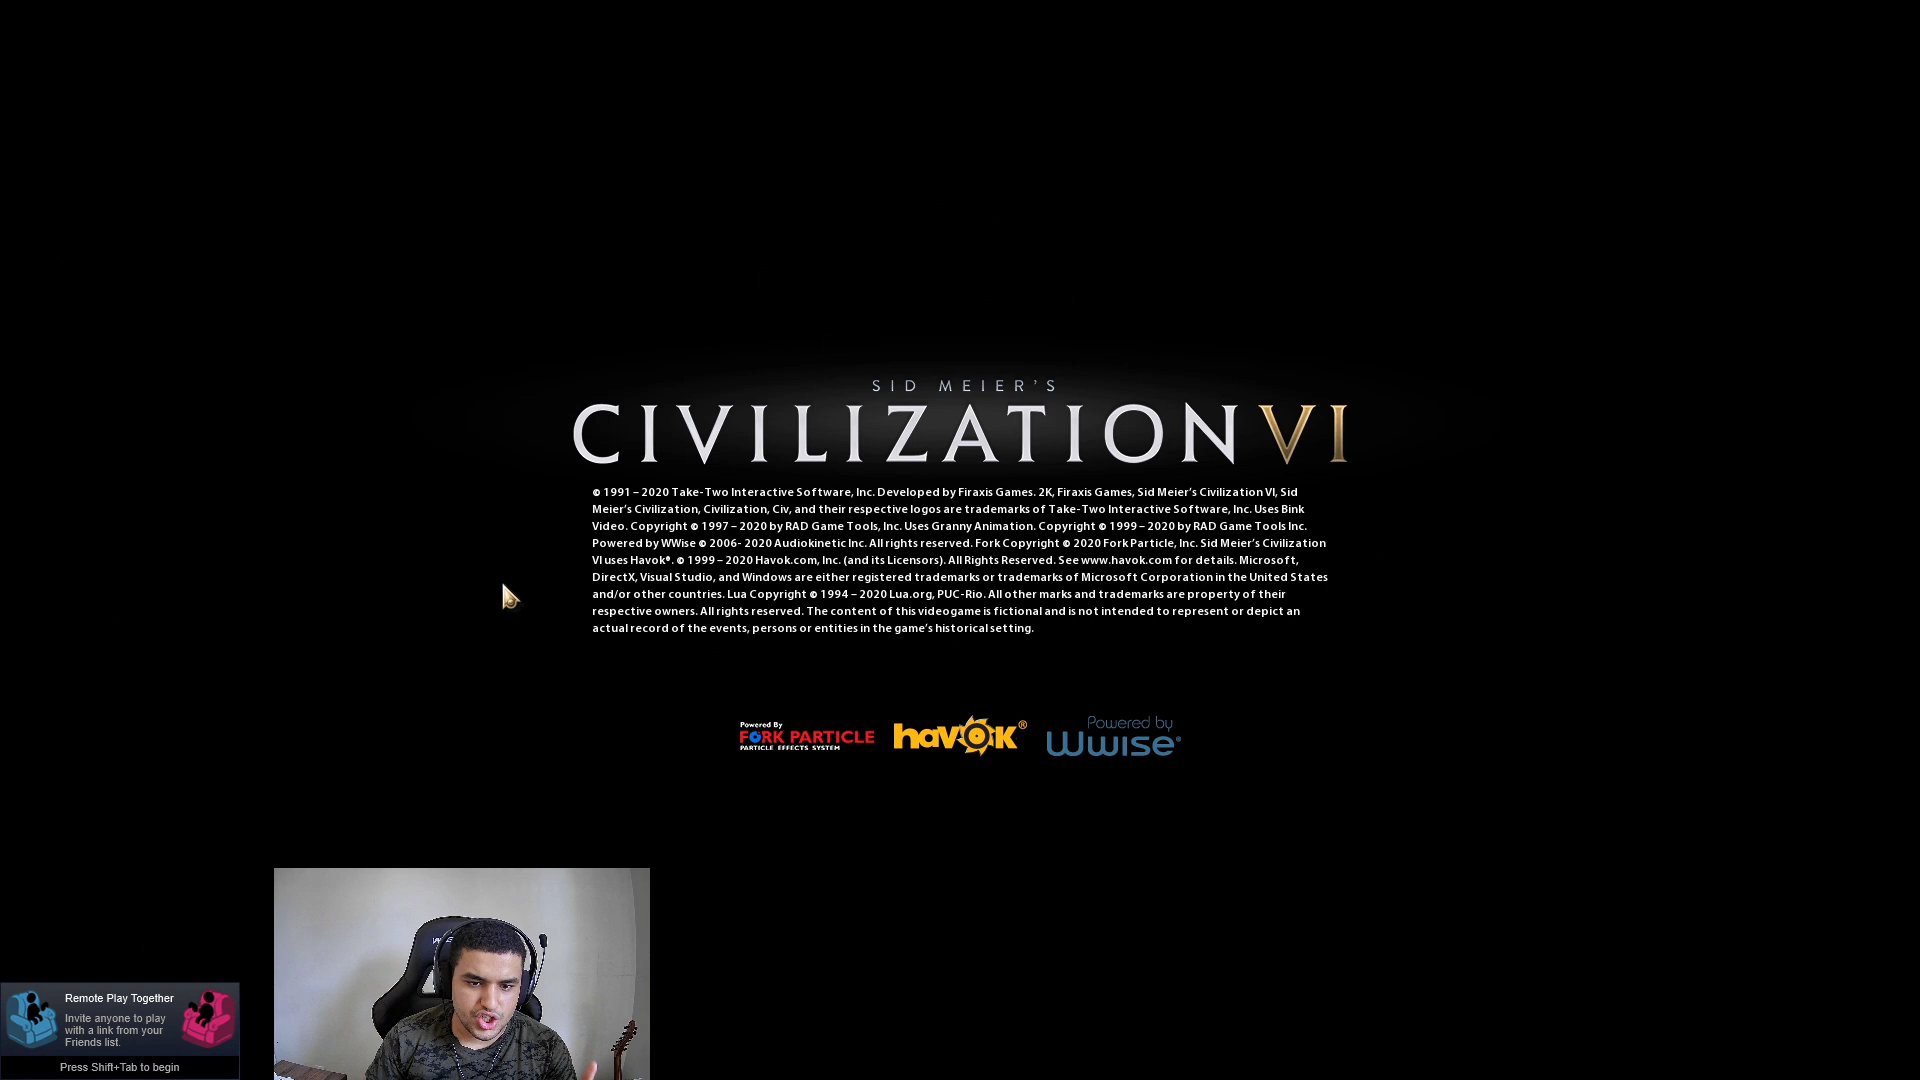 SID MEIER'S
CIVILIZATION VI
© 1991 – 2020 Take-Two Interactive Software, Inc. Developed by Firaxis Games. 2K, Firaxis Games, Sid Meier's Civilization VI, Sid
Meier's Civilization, Civilization, Civ, and their respective logos are trademarks of Take-Two Interactive Software, Inc. Uses Bink
Video. Copyright © 1997 – 2020 by RAD Game Tools, Inc. Uses Granny Animation. Copyright © 1999 – 2020 by RAD Game Tools Inc.
Powered by WWise © 2006- 2020 Audiokinetic Inc. All rights reserved. Fork Copyright © 2020 Fork Particle, Inc. Sid Meier's Civilization
VI uses Havok®. © 1999 – 2020 Havok.com, Inc. (and its Licensors). All Rights Reserved. See www.havok.com for details. Microsoft,
DirectX, Visual Studio, and Windows are either registered trademarks or trademarks of Microsoft Corporation in the United States
and/or other countries. Lua Copyright © 1994 – 2020 Lua.org, PUC-Rio. All other marks and trademarks are property of their
respective owners. All rights reserved. The content of this videogame is fictional and is not intended to represent or depict an
actual record of the events, persons or entities in the game's historical setting.
Powered By
FORK PARTICLE
PARTICLE EFFECTS SYSTEM
havok®
Powered by
Wwise®
Remote Play Together
Invite anyone to play
with a link from your
Friends list.
Press Shift+Tab to begin